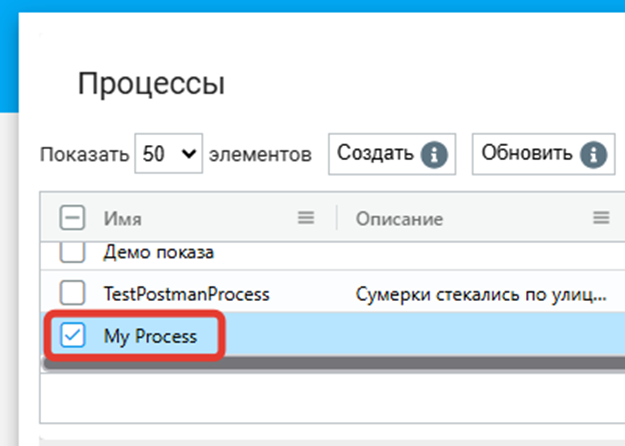 Процессы
Показать 50 элементов Создать Обновить
Имя Описание
Демо показа
TestPostmanProcess Сумерки стекались по улиц...
My Process